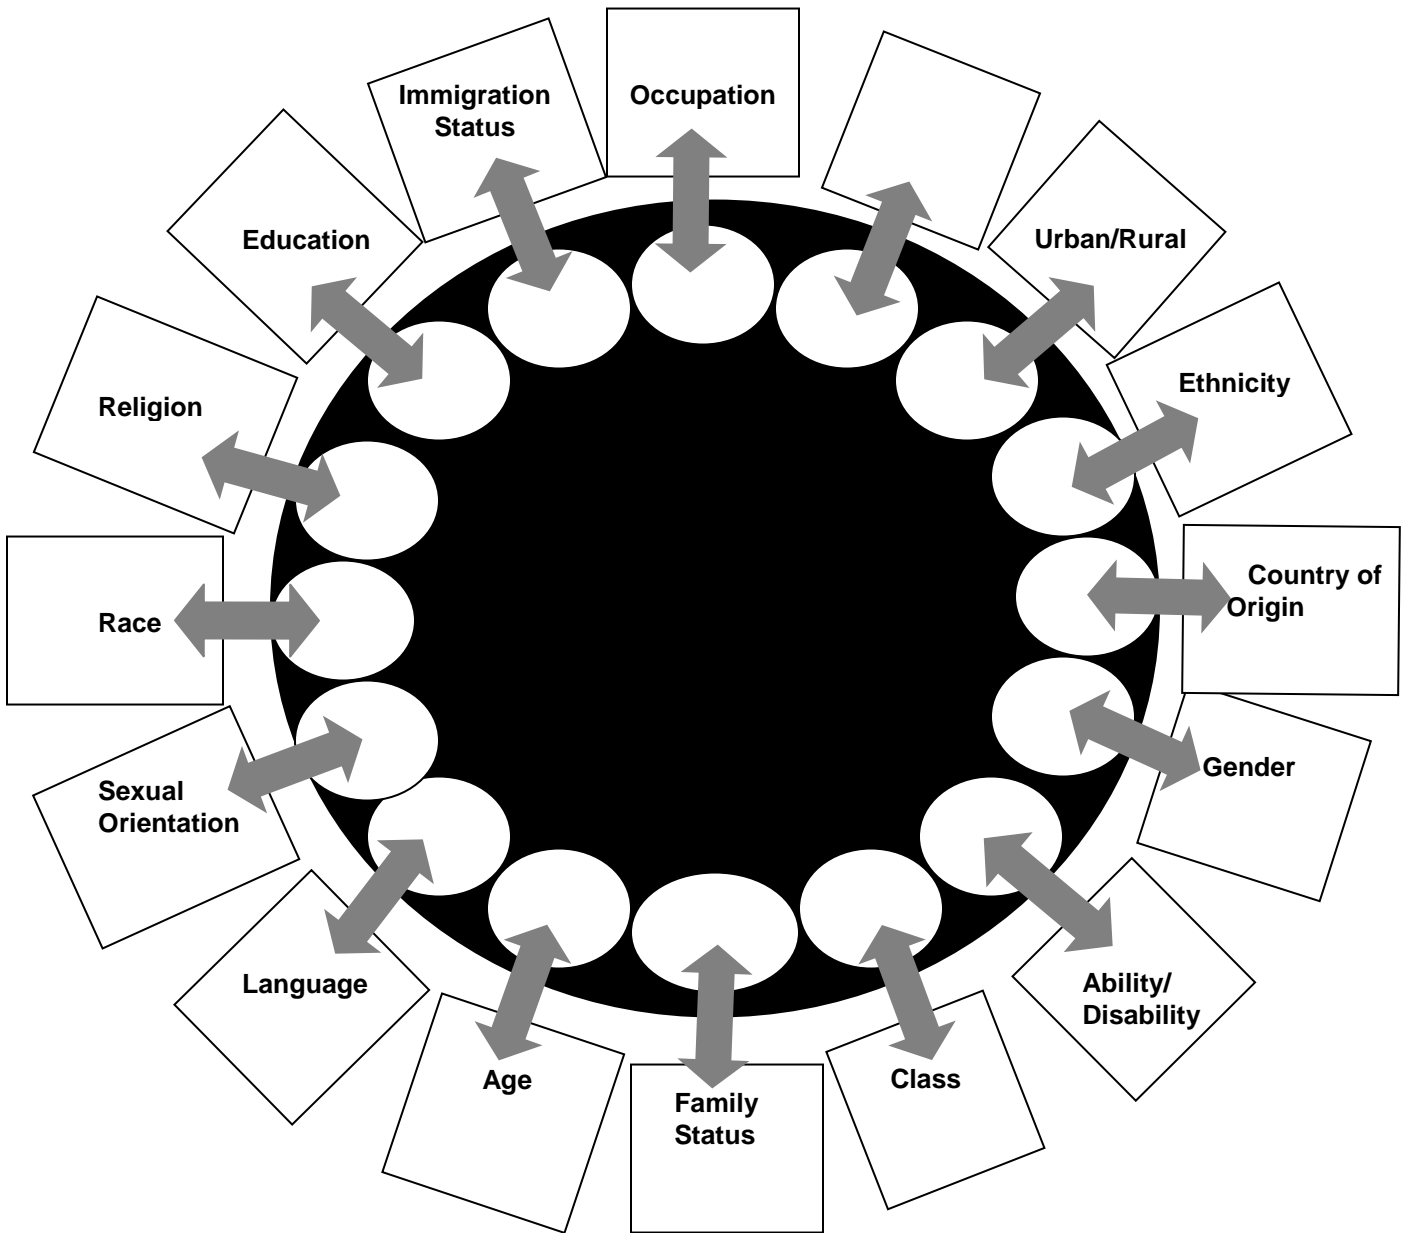 Occupation
Immigration
Status
Urban/Rural
Education
Ethnicity
Religion
Country of
Origin
Race
Gender
Sexual
Orientation
Ability/
Disability
Language
Class
Age
Family
Status